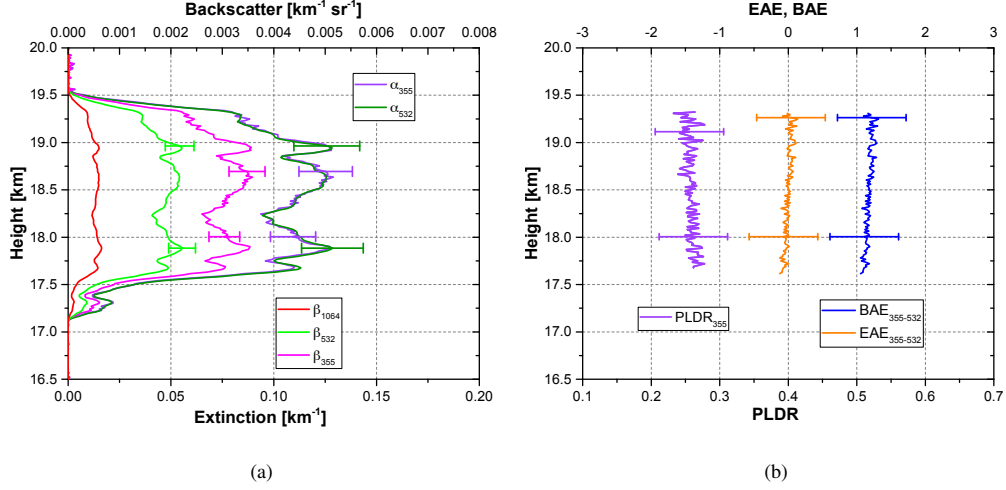 Backscatter [km⁻¹ sr⁻¹]
0.000 0.001 0.002 0.003 0.004 0.005 0.006 0.007 0.008
20.0
19.5
19.0
18.5
18.0
17.5
17.0
16.5
Height [km]
α355
α532
β1064
β532
β355
0.00 0.05 0.10 0.15 0.20
Extinction [km⁻¹]
(a)
EAE, BAE
-3 -2 -1 0 1 2 3
20.0
19.5
19.0
18.5
18.0
17.5
17.0
16.5
Height [km]
PLDR355
BAE355-532
EAE355-532
0.1 0.2 0.3 0.4 0.5 0.6 0.7
PLDR
(b)